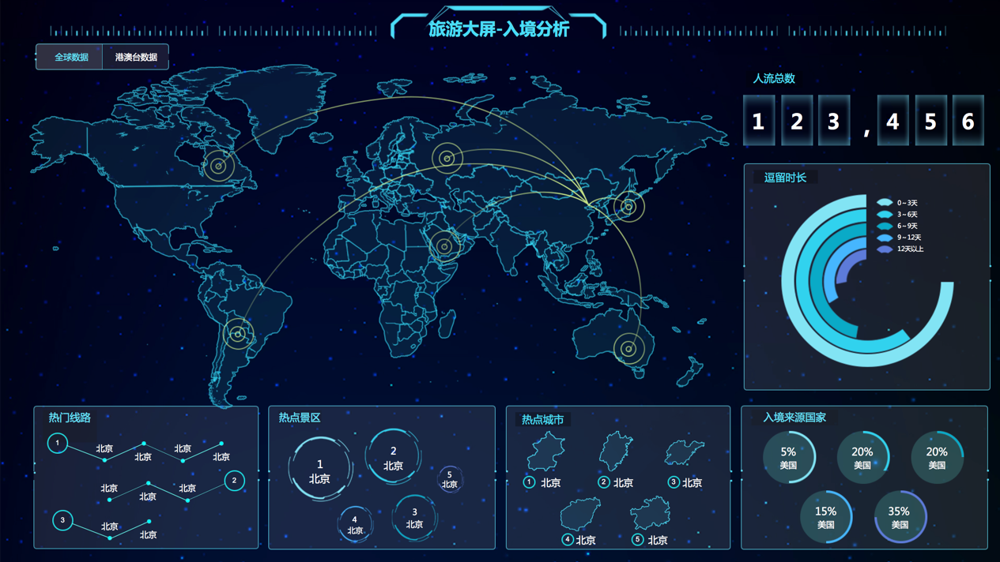 旅游大屏-入境分析
全球数据
港澳台数据
人流总数
123,456
逗留时长
0~3天
3~6天
6~9天
9~12天
12天以上
热门线路
1
北京
北京
北京
北京
2
北京
北京
北京
3
北京
北京
热点景区
1
北京
2
北京
5
北京
4
北京
3
北京
热点城市
1 北京
2 北京
3 北京
4 北京
5 北京
入境来源国家
5%
美国
20%
美国
20%
美国
15%
美国
35%
美国